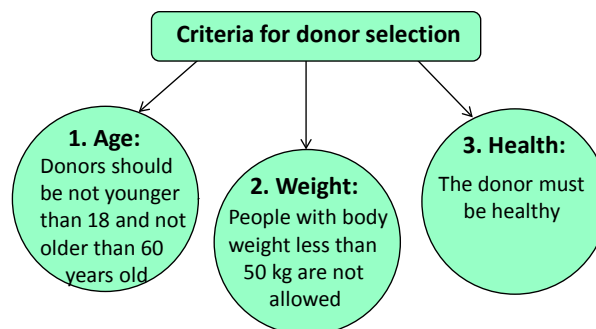 Criteria for donor selection
1. Age:
Donors should
be not younger
than 18 and not
older than 60
years old
2. Weight:
People with body
weight less than
50 kg are not
allowed
3. Health:
The donor must
be healthy